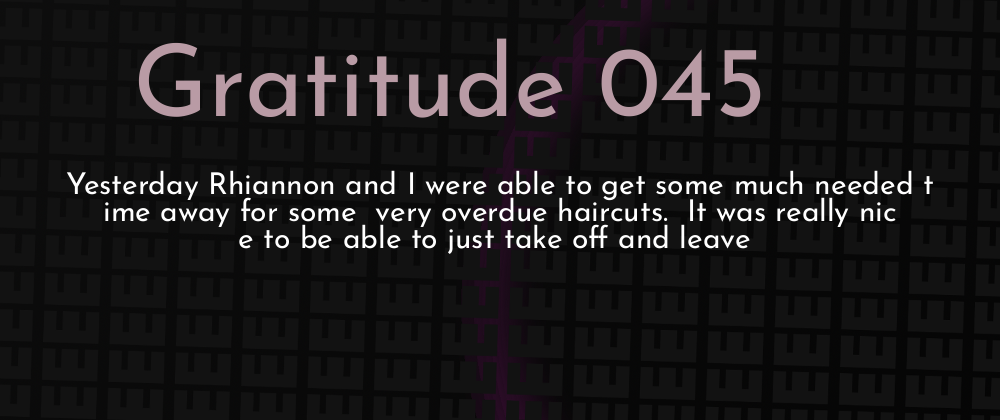 Gratitude 045
Yesterday Rhiannon and I were able to get some much needed t
ime away for some  very overdue haircuts.  It was really nic
e to be able to just take off and leave